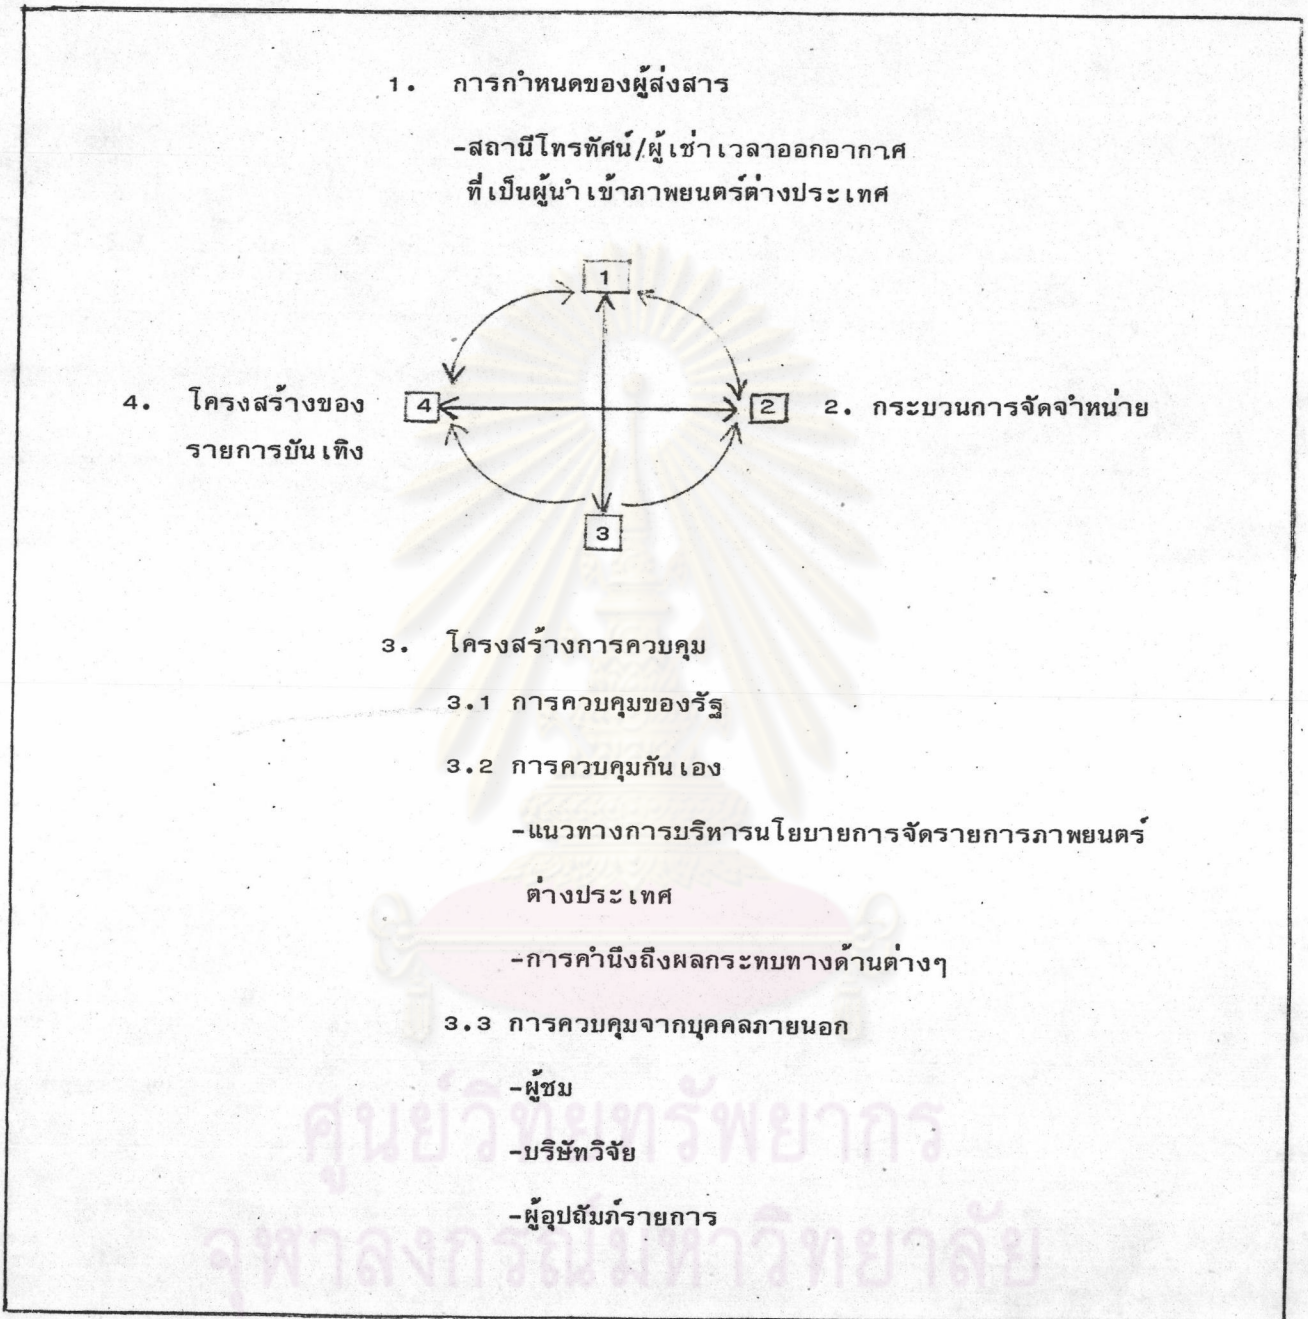 1. การกำหนดของผู้ส่งสาร
-สถานีโทรทัศน์/ผู้เช่าเวลาออกอากาศ
ที่เป็นผู้นำเข้าภาพยนตร์ต่างประเทศ
1
4. โครงสร้างของ
รายการบันเทิง
4
2
2. กระบวนการจัดจำหน่าย
3
3. โครงสร้างการควบคุม
3.1 การควบคุมของรัฐ
3.2 การควบคุมกันเอง
-แนวทางการบริหารนโยบายการจัดรายการภาพยนตร์
ต่างประเทศ
-การคำนึงถึงผลกระทบทางด้านต่างๆ
3.3 การควบคุมจากบุคคลภายนอก
-ผู้ชม
-บริษัทวิจัย
-ผู้อุปถัมภ์รายการ
ศูนย์วิทยทรัพยากร
จุฬาลงกรณ์มหาวิทยาลัย